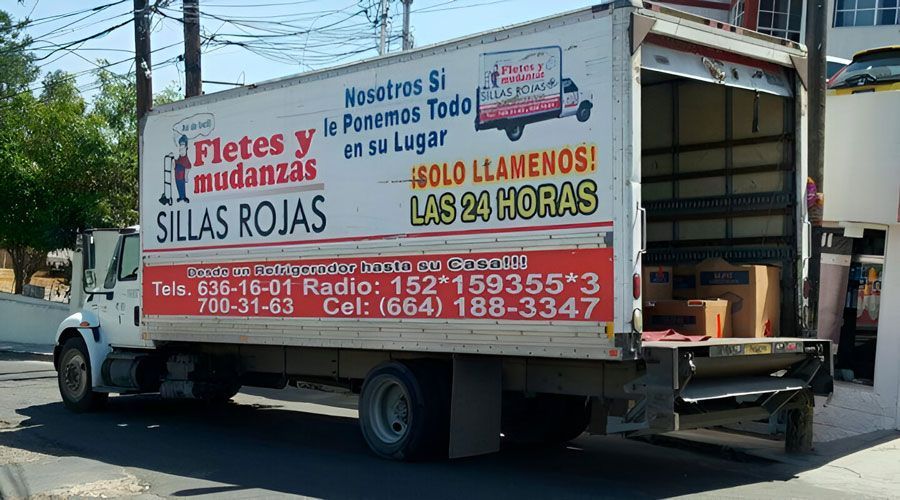 Nosotros Si
le Ponemos Todo
en su Lugar
Fletes y
mudanzas
SILLAS ROJAS
Fletes y
mudanzas
SILLAS ROJAS
¡SOLO LLAMENOS!
LAS 24 HORAS
Desde un Refrigerador hasta su Casa!!!
Tels. 636-16-01 Radio: 152*159355*3
700-31-63 Cel: (664) 188-3347